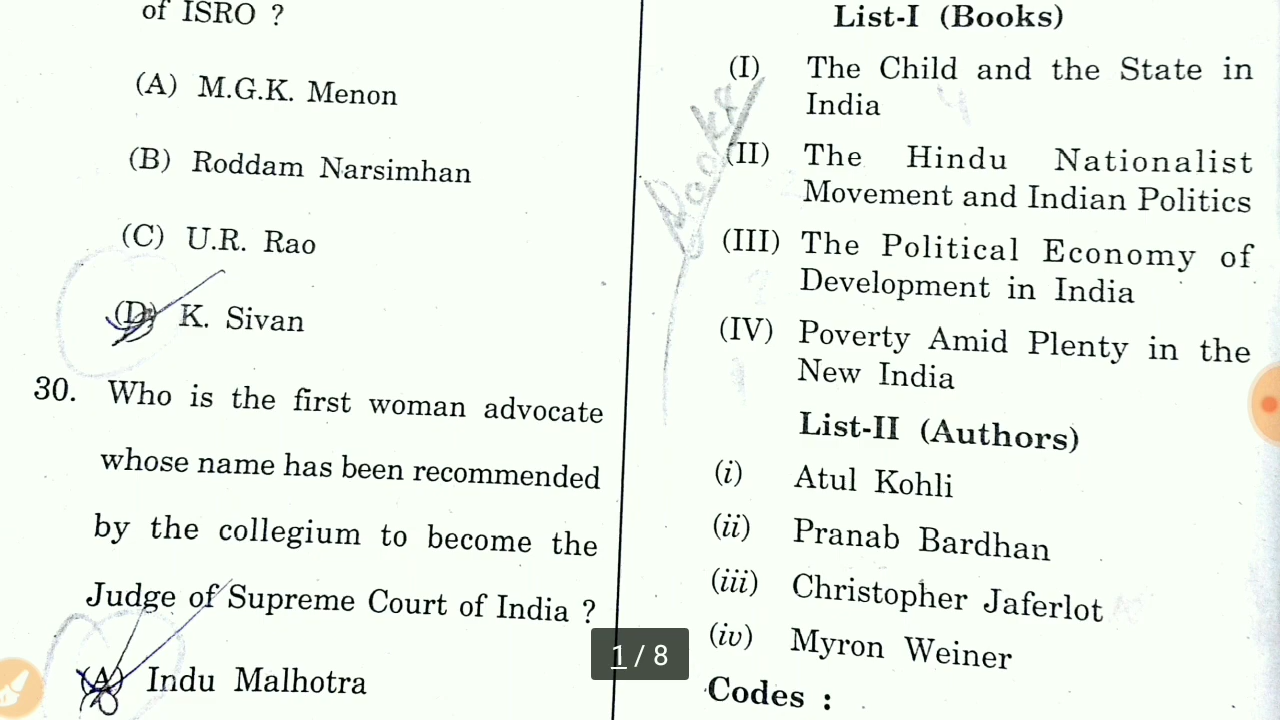 of ISRO ?
(A) M.G.K. Menon
(B) Roddam Narsimhan
(C) U.R. Rao
(D) K. Sivan
30. Who is the first woman advocate
whose name has been recommended
by the collegium to become the
Judge of Supreme Court of India ?
(A) Indu Malhotra
List-I (Books)
(I) The Child and the State in
India
(II) The Hindu Nationalist
Movement and Indian Politics
(III) The Political Economy of
Development in India
(IV) Poverty Amid Plenty in the
New India
List-II (Authors)
(i) Atul Kohli
(ii) Pranab Bardhan
(iii) Christopher Jaferlot
(iv) Myron Weiner
Codes :
Books
1 / 8